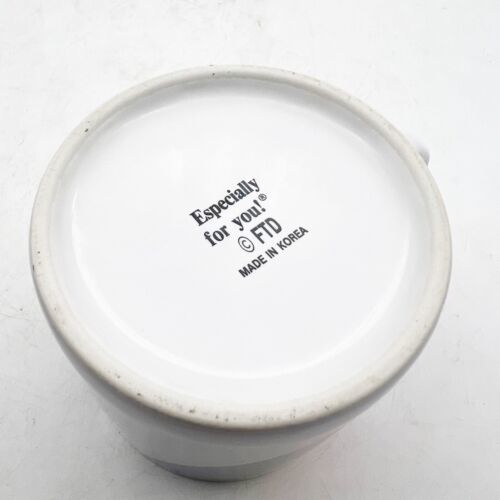 Especially
for you!®
© FTD
MADE IN KOREA